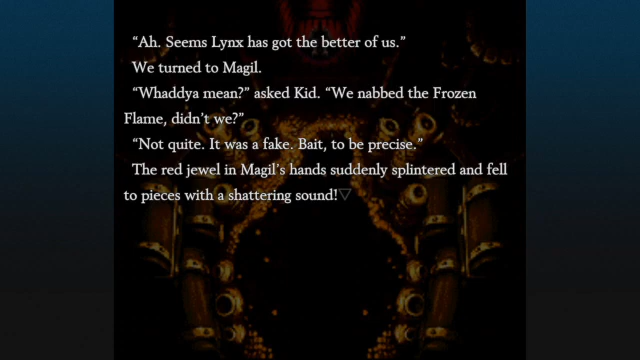 “Ah. Seems Lynx has got the better of us.”
We turned to Magil.
“Whaddya mean?” asked Kid. “We nabbed the Frozen
Flame, didn’t we?”
“Not quite. It was a fake. Bait, to be precise.”
The red jewel in Magil’s hands suddenly splintered and fell
to pieces with a shattering sound!